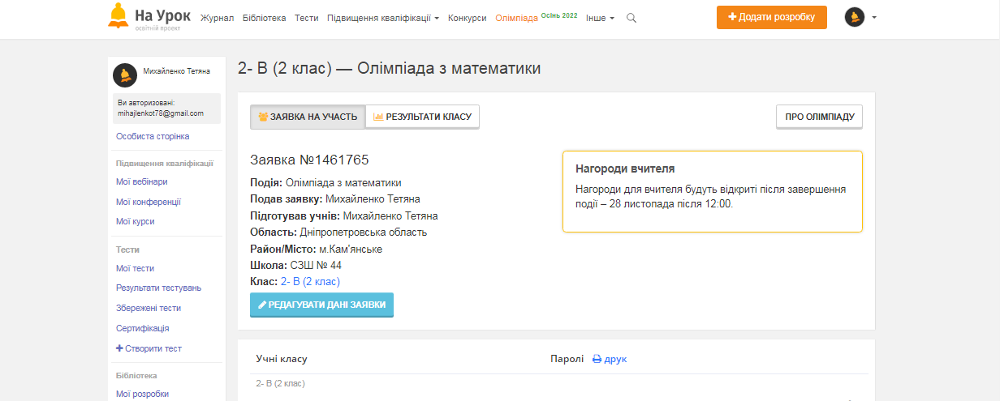 На Урок
освітній проект
Журнал Бібліотека Тести Підвищення кваліфікації Конкурси Олімпіада Осінь 2022 Інше
Додати розробку
Михайленко Тетяна
Ви авторизовані:
mihajlenkot78@gmail.com
Особиста сторінка
Підвищення кваліфікації
Мої вебінари
Мої конференції
Мої курси
Тести
Мої тести
Результати тестувань
Збережені тести
Сертифікація
Створити тест
Бібліотека
Мої розробки
2- В (2 клас) — Олімпіада з математики
ЗАЯВКА НА УЧАСТЬ РЕЗУЛЬТАТИ КЛАСУ ПРО ОЛІМПІАДУ
Заявка №1461765
Подія: Олімпіада з математики
Подав заявку: Михайленко Тетяна
Підготував учнів: Михайленко Тетяна
Область: Дніпропетровська область
Район/Місто: м.Кам'янське
Школа: СЗШ № 44
Клас: 2- В (2 клас)
РЕДАГУВАТИ ДАНІ ЗАЯВКИ
Нагороди вчителя
Нагороди для вчителя будуть відкриті після завершення
події – 28 листопада після 12:00.
Учні класу Паролі друк
2- В (2 клас)